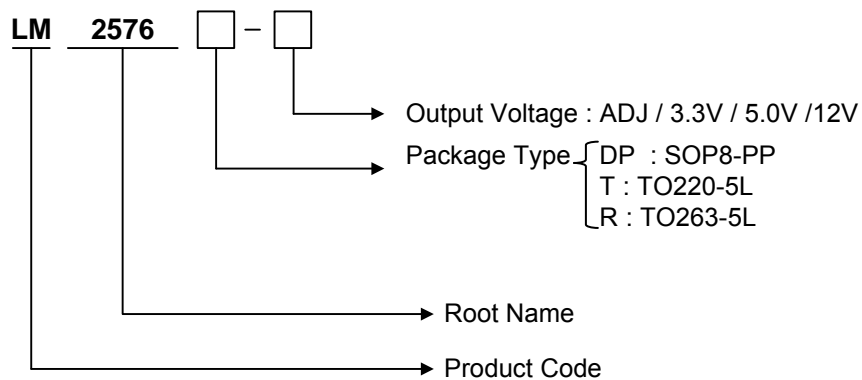 LM 2576 –
Output Voltage : ADJ / 3.3V / 5.0V /12V
Package Type DP : SOP8-PP
T : TO220-5L
R : TO263-5L
Root Name
Product Code